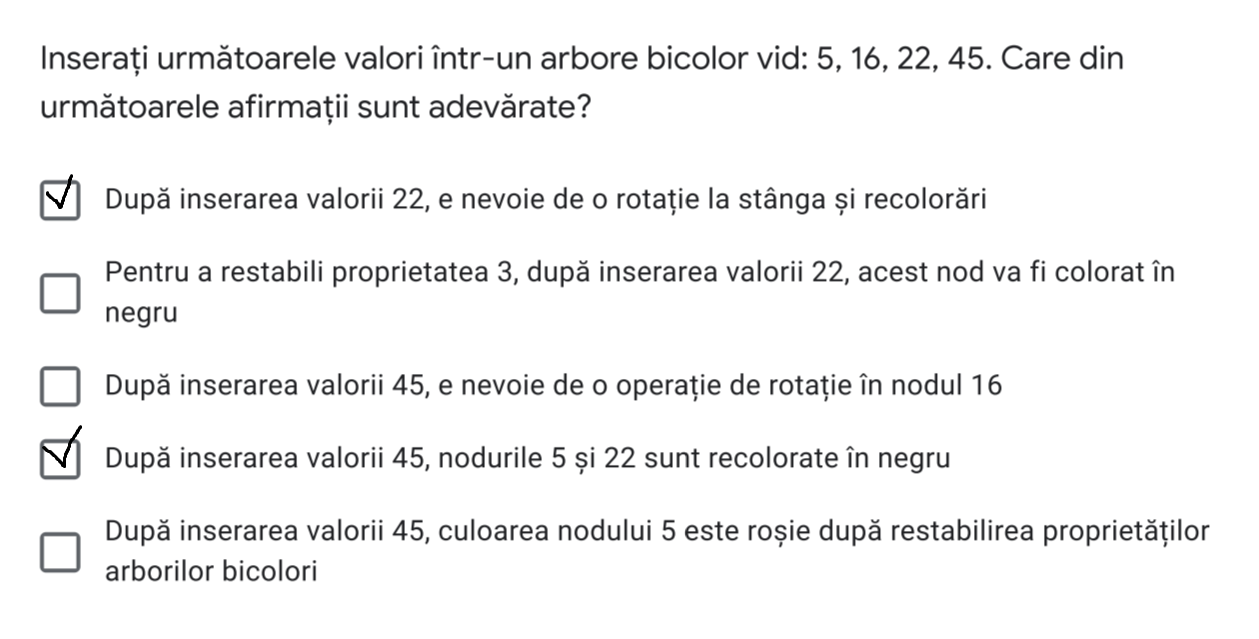 Inserați următoarele valori într-un arbore bicolor vid: 5, 16, 22, 45. Care din
următoarele afirmații sunt adevărate?
După inserarea valorii 22, e nevoie de o rotație la stânga și recolorări
Pentru a restabili proprietatea 3, după inserarea valorii 22, acest nod va fi colorat în
negru
După inserarea valorii 45, e nevoie de o operație de rotație în nodul 16
După inserarea valorii 45, nodurile 5 și 22 sunt recolorate în negru
După inserarea valorii 45, culoarea nodului 5 este roșie după restabilirea proprietăților
arborilor bicolori